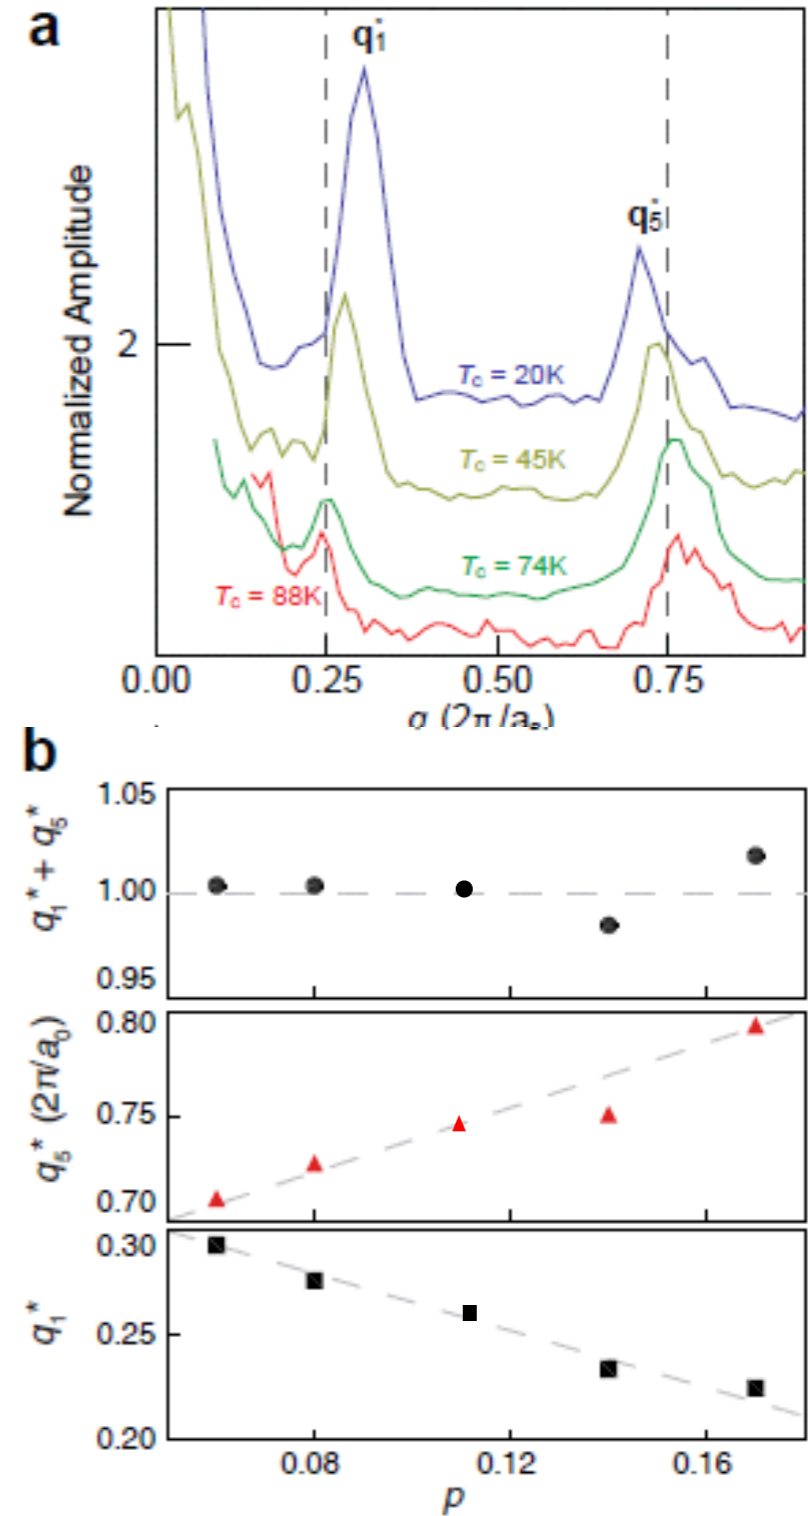 a
q₁*
q₅*
Normalized Amplitude
2
Tc = 20K
Tc = 45K
Tc = 74K
Tc = 88K
0.00 0.25 0.50 0.75
q (2π/a₀)
b
q₁* + q₅*
1.05
1.00
0.95
q₅* (2π/a₀)
0.80
0.75
0.70
q₁*
0.30
0.25
0.20
0.08 0.12 0.16
p